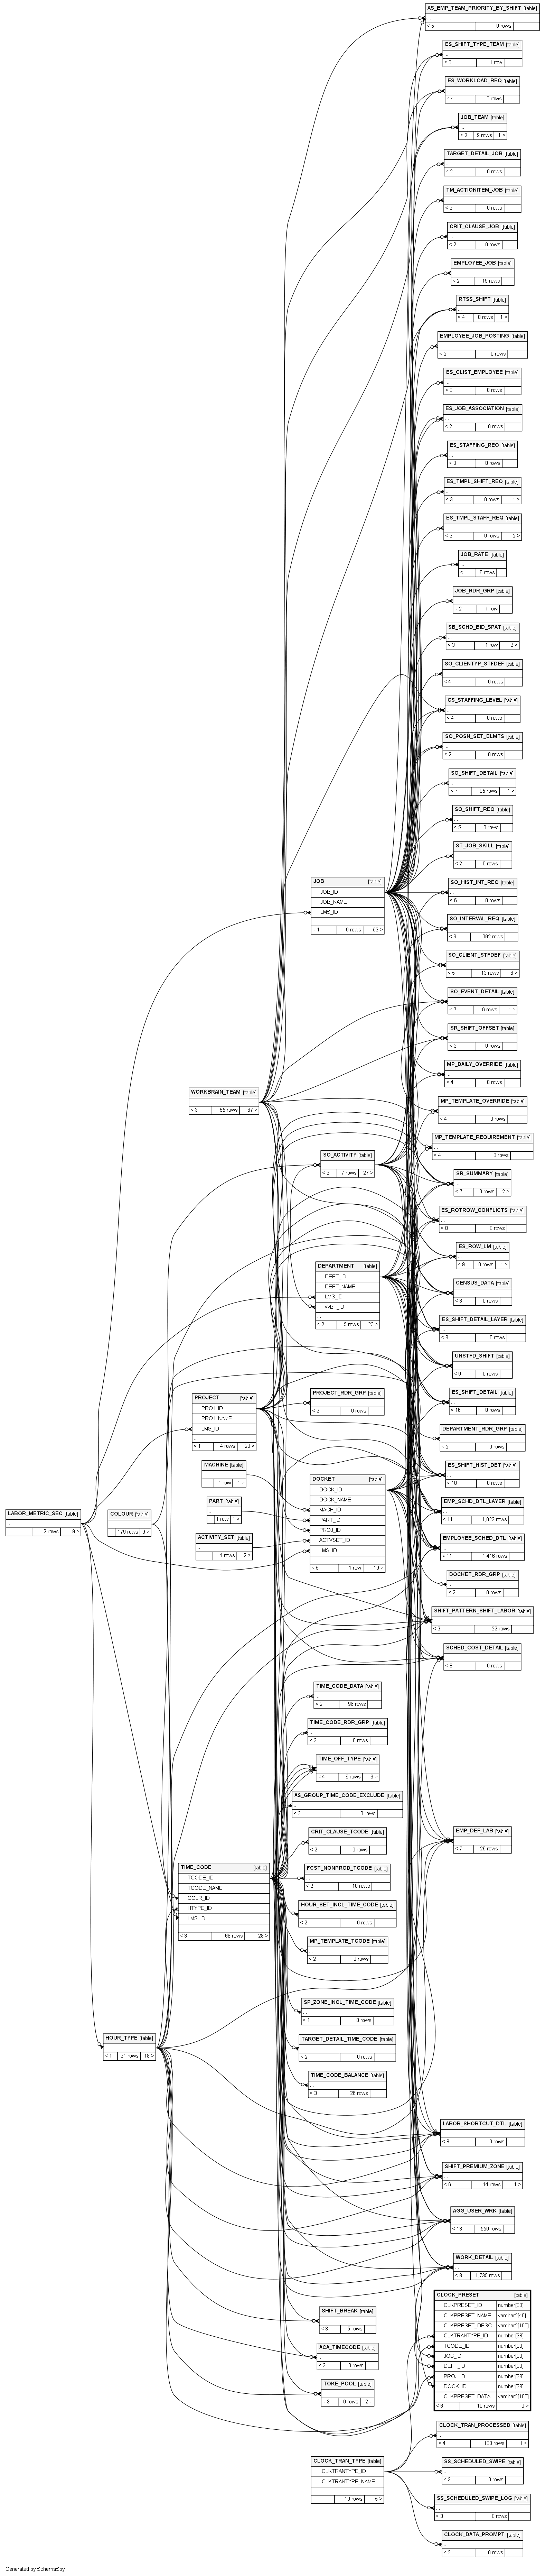 AS_EMP_TEAM_PRIORITY_BY_SHIFT [table]
...
< 5 0 rows
ES_SHIFT_TYPE_TEAM [table]
...
< 3 1 row
ES_WORKLOAD_REQ [table]
...
< 4 0 rows
JOB_TEAM [table]
...
< 2 9 rows 1 >
TARGET_DETAIL_JOB [table]
...
< 2 0 rows
TM_ACTIONITEM_JOB [table]
...
< 2 0 rows
CRIT_CLAUSE_JOB [table]
...
< 2 0 rows
EMPLOYEE_JOB [table]
...
< 2 19 rows
RTSS_SHIFT [table]
...
< 4 0 rows 1 >
EMPLOYEE_JOB_POSTING [table]
...
< 2 0 rows
ES_CLIST_EMPLOYEE [table]
...
< 3 0 rows
ES_JOB_ASSOCIATION [table]
...
< 2 0 rows
ES_STAFFING_REQ [table]
...
< 3 0 rows
ES_TMPL_SHIFT_REQ [table]
...
< 3 0 rows 1 >
ES_TMPL_STAFF_REQ [table]
...
< 3 0 rows 2 >
JOB_RATE [table]
...
< 1 6 rows
JOB_RDR_GRP [table]
...
< 2 1 row
SB_SCHD_BID_SPAT [table]
...
< 3 1 row 2 >
SO_CLIENTYP_STFDEF [table]
...
< 4 0 rows
CS_STAFFING_LEVEL [table]
...
< 4 0 rows
SO_POSN_SET_ELMTS [table]
...
< 2 0 rows
SO_SHIFT_DETAIL [table]
...
< 7 95 rows 1 >
SO_SHIFT_REQ [table]
...
< 5 0 rows
ST_JOB_SKILL [table]
...
< 2 0 rows
JOB [table]
JOB_ID
JOB_NAME
LMS_ID
...
< 1 9 rows 52 >
SO_HIST_INT_REQ [table]
...
< 6 0 rows
SO_INTERVAL_REQ [table]
...
< 6 1,092 rows
SO_CLIENT_STFDEF [table]
...
< 5 13 rows 8 >
SO_EVENT_DETAIL [table]
...
< 7 6 rows 1 >
SR_SHIFT_OFFSET [table]
...
< 3 0 rows
MP_DAILY_OVERRIDE [table]
...
< 4 0 rows
WORKBRAIN_TEAM [table]
...
< 3 55 rows 67 >
MP_TEMPLATE_OVERRIDE [table]
...
< 4 0 rows
MP_TEMPLATE_REQUIREMENT [table]
...
< 4 0 rows
SO_ACTIVITY [table]
...
< 3 7 rows 27 >
SR_SUMMARY [table]
...
< 7 0 rows 2 >
ES_ROTROW_CONFLICTS [table]
...
< 8 0 rows
ES_ROW_LM [table]
...
< 9 0 rows 1 >
DEPARTMENT [table]
DEPT_ID
DEPT_NAME
LMS_ID
WBT_ID
...
< 2 5 rows 23 >
CENSUS_DATA [table]
...
< 8 0 rows
ES_SHIFT_DETAIL_LAYER [table]
...
< 8 0 rows
UNSTFD_SHIFT [table]
...
< 9 0 rows
ES_SHIFT_DETAIL [table]
...
< 16 0 rows
PROJECT [table]
PROJ_ID
PROJ_NAME
LMS_ID
...
< 1 4 rows 20 >
PROJECT_RDR_GRP [table]
...
< 2 0 rows
DEPARTMENT_RDR_GRP [table]
...
< 2 0 rows
MACHINE [table]
...
1 row 1 >
ES_SHIFT_HIST_DET [table]
...
< 10 0 rows
DOCKET [table]
DOCK_ID
DOCK_NAME
MACH_ID
PART_ID
PROJ_ID
ACTVSET_ID
LMS_ID
...
< 5 1 row 19 >
PART [table]
...
1 row 1 >
EMP_SCHD_DTL_LAYER [table]
...
< 11 1,022 rows
LABOR_METRIC_SEC [table]
...
2 rows 9 >
COLOUR [table]
...
179 rows 9 >
ACTIVITY_SET [table]
...
4 rows 2 >
EMPLOYEE_SCHED_DTL [table]
...
< 11 1,416 rows
DOCKET_RDR_GRP [table]
...
< 2 0 rows
SHIFT_PATTERN_SHIFT_LABOR [table]
...
< 8 22 rows
SCHED_COST_DETAIL [table]
...
< 8 0 rows
TIME_CODE_DATA [table]
...
< 2 98 rows
TIME_CODE_RDR_GRP [table]
...
< 2 0 rows
TIME_OFF_TYPE [table]
...
< 4 6 rows 3 >
AS_GROUP_TIME_CODE_EXCLUDE [table]
...
< 2 0 rows
CRIT_CLAUSE_TCODE [table]
...
< 2 0 rows
EMP_DEF_LAB [table]
...
< 7 26 rows
TIME_CODE [table]
TCODE_ID
TCODE_NAME
COLR_ID
HTYPE_ID
LMS_ID
...
< 3 68 rows 28 >
FCST_NONPROD_TCODE [table]
...
< 2 10 rows
HOUR_SET_INCL_TIME_CODE [table]
...
< 2 0 rows
MP_TEMPLATE_TCODE [table]
...
< 2 0 rows
SP_ZONE_INCL_TIME_CODE [table]
...
< 1 0 rows
HOUR_TYPE [table]
...
< 1 21 rows 18 >
TARGET_DETAIL_TIME_CODE [table]
...
< 2 0 rows
TIME_CODE_BALANCE [table]
...
< 3 26 rows
LABOR_SHORTCUT_DTL [table]
...
< 8 0 rows
SHIFT_PREMIUM_ZONE [table]
...
< 6 14 rows 1 >
AGG_USER_WRK [table]
...
< 13 550 rows
WORK_DETAIL [table]
...
< 8 1,735 rows
CLOCK_PRESET [table]
CLKPRESET_ID number[38]
CLKPRESET_NAME varchar2[40]
CLKPRESET_DESC varchar2[100]
CLKTRANTYPE_ID number[38]
TCODE_ID number[38]
JOB_ID number[38]
DEPT_ID number[38]
PROJ_ID number[38]
DOCK_ID number[38]
CLKPRESET_DATA varchar2[100]
< 6 10 rows 0 >
SHIFT_BREAK [table]
...
< 3 5 rows
ACA_TIMECODE [table]
...
< 2 0 rows
TOKE_POOL [table]
...
< 3 0 rows 2 >
CLOCK_TRAN_PROCESSED [table]
...
< 4 130 rows 1 >
CLOCK_TRAN_TYPE [table]
CLKTRANTYPE_ID
CLKTRANTYPE_NAME
...
10 rows 5 >
SS_SCHEDULED_SWIPE [table]
...
< 3 0 rows
SS_SCHEDULED_SWIPE_LOG [table]
...
< 3 0 rows
CLOCK_DATA_PROMPT [table]
...
< 2 0 rows
Generated by SchemaSpy